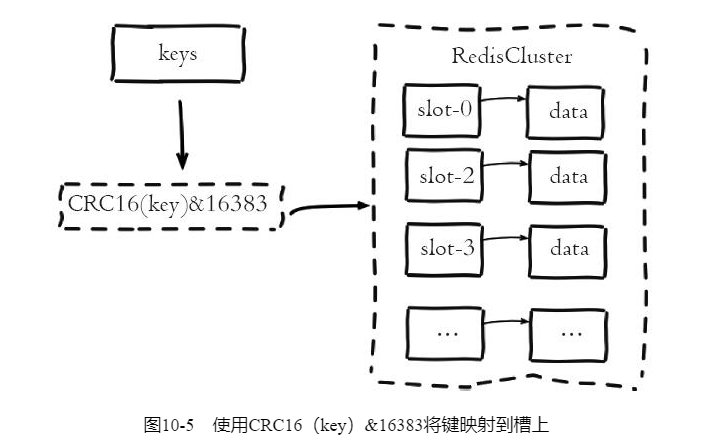 keys
CRC16(key)&16383
RedisCluster
slot-0
data
slot-2
data
slot-3
data
...
...
图10-5 使用CRC16（key）&16383将键映射到槽上